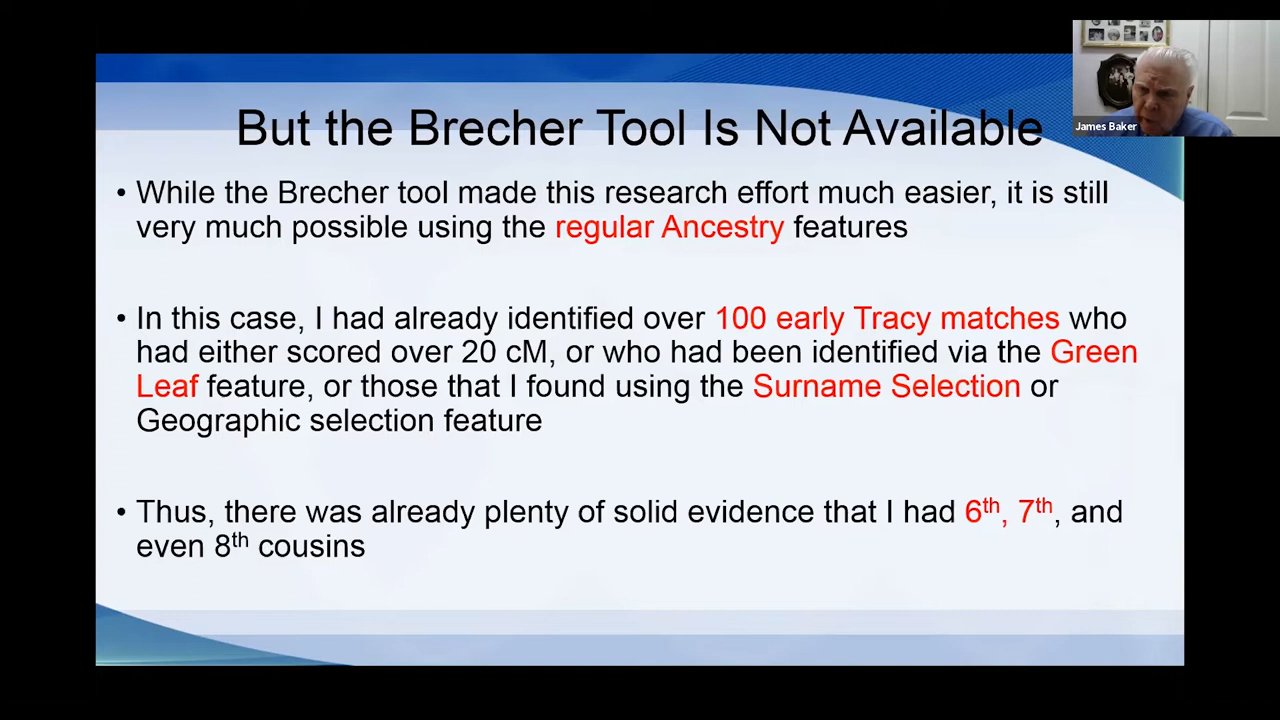 But the Brecher Tool Is Not Available
James Baker
• While the Brecher tool made this research effort much easier, it is still
very much possible using the regular Ancestry features
• In this case, I had already identified over 100 early Tracy matches who
had either scored over 20 cM, or who had been identified via the Green
Leaf feature, or those that I found using the Surname Selection or
Geographic selection feature
• Thus, there was already plenty of solid evidence that I had 6th, 7th, and
even 8th cousins